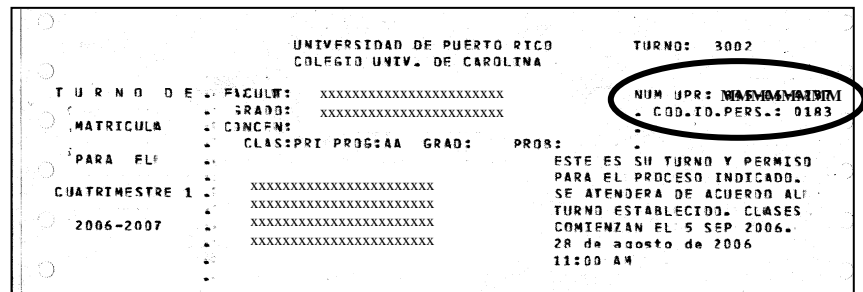 UNIVERSIDAD DE PUERTO RICO
COLEGIO UNIV. DE CAROLINA
TURNO: 3002
TURNO DE
MATRICULA
PARA EL
CUATRIMESTRE 1
2006-2007
FACULT: XXXXXXXXXXXXXXXXXXXXXXX
GRADO: XXXXXXXXXXXXXXXXXXXXXXX
CONCEN:
CLAS:PRI PROG:AA GRAD: PROB:
XXXXXXXXXXXXXXXXXXXXXXX
XXXXXXXXXXXXXXXXXXXXXXX
XXXXXXXXXXXXXXXXXXXXXXX
XXXXXXXXXXXXXXXXXXXXXXX
NUM UPR:
COD.ID.PERS.: 0183
ESTE ES SU TURNO Y PERMISO
PARA EL PROCESO INDICADO.
SE ATENDERA DE ACUERDO AL
TURNO ESTABLECIDO. CLASES
COMIENZAN EL 5 SEP 2006.
28 de agosto de 2006
11:00 AM